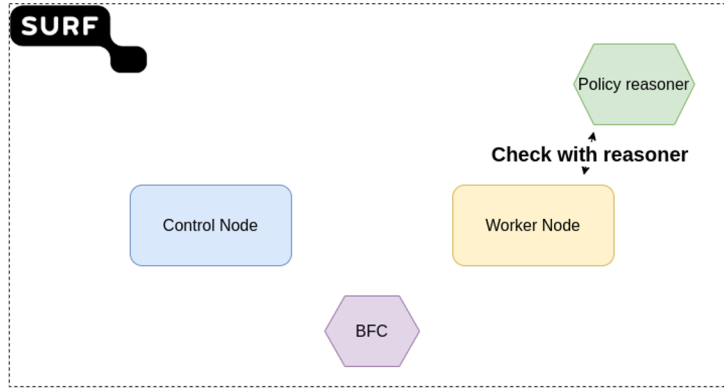 SURF
Policy reasoner
Check with reasoner
Control Node
Worker Node
BFC